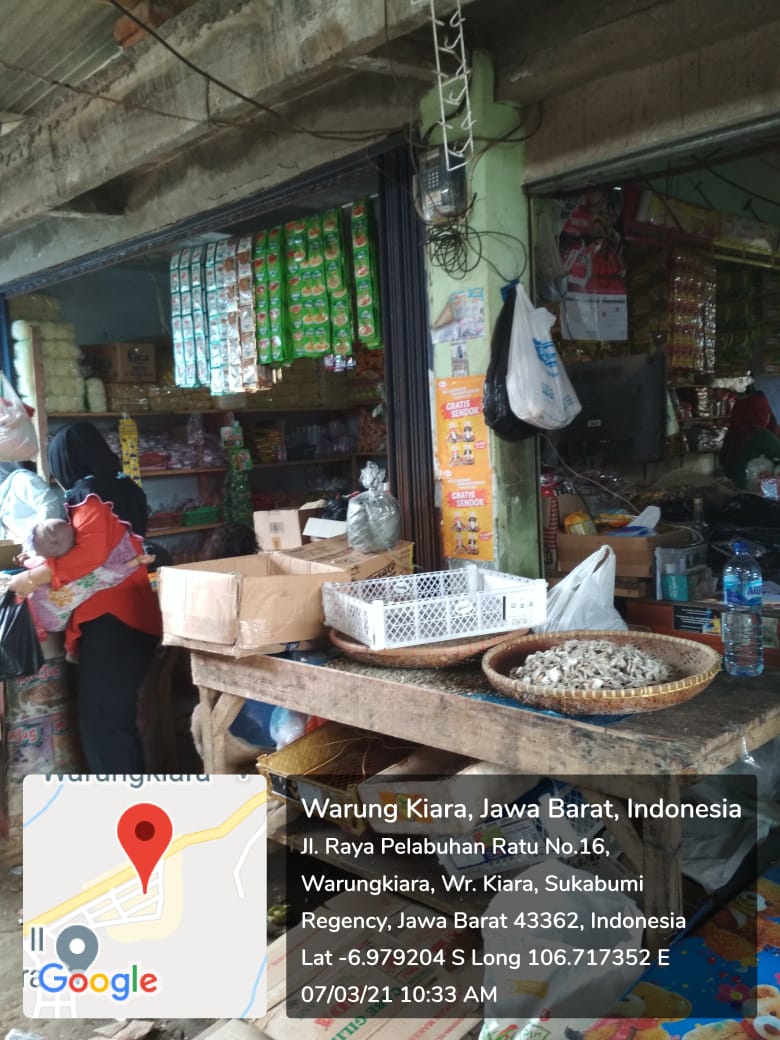 GRATIS
SENDOK
GRATIS
SENDOK
Warungkiara
Google
Warung Kiara, Jawa Barat, Indonesia
Jl. Raya Pelabuhan Ratu No.16,
Warungkiara, Wr. Kiara, Sukabumi
Regency, Jawa Barat 43362, Indonesia
Lat -6.979204 S Long 106.717352 E
07/03/21 10:33 AM